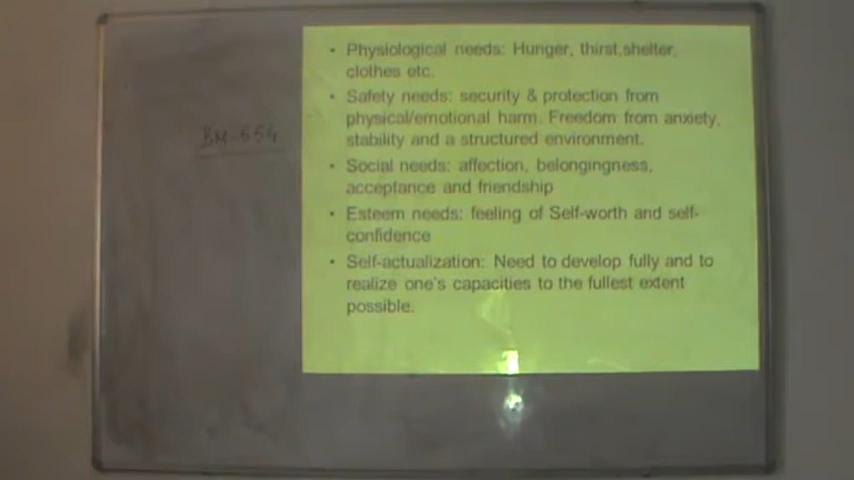 BM-554
• Physiological needs: Hunger, thirst,shelter,
clothes etc.
• Safety needs: security & protection from
physical/emotional harm. Freedom from anxiety,
stability and a structured environment.
• Social needs: affection, belongingness,
acceptance and friendship
• Esteem needs: feeling of Self-worth and self-
confidence
• Self-actualization: Need to develop fully and to
realize one's capacities to the fullest extent
possible.